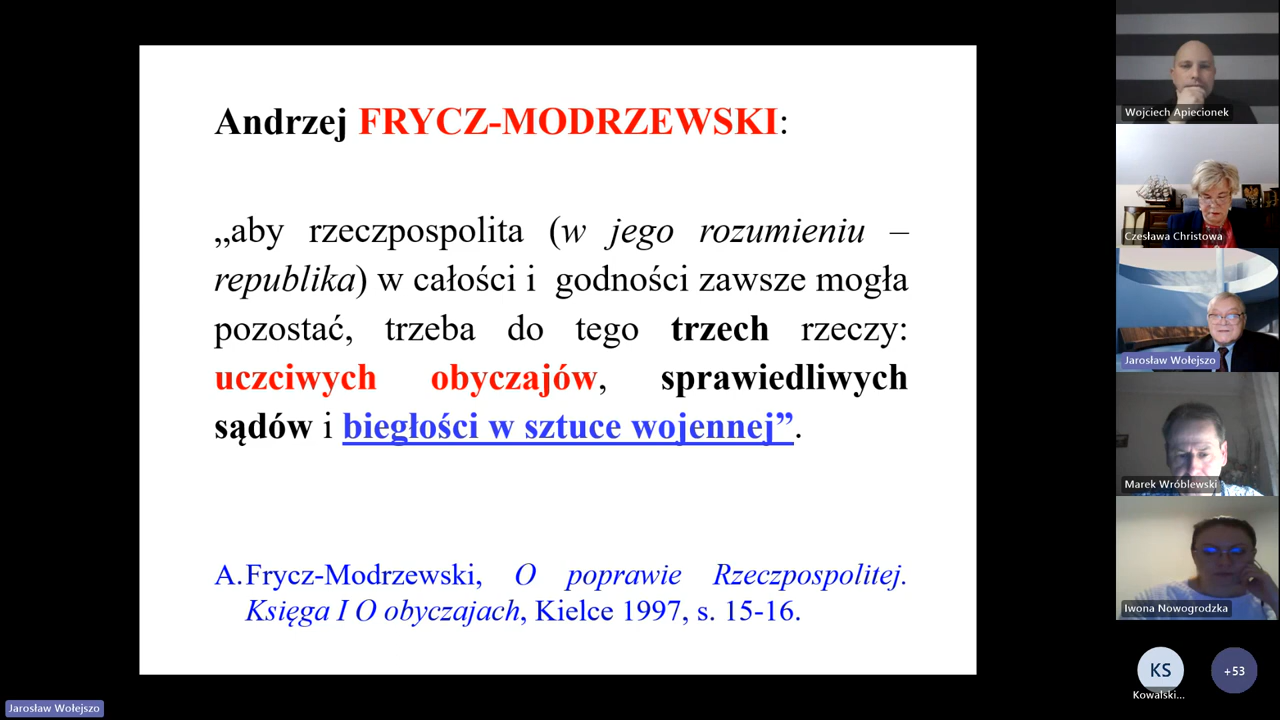 Andrzej FRYCZ-MODRZEWSKI:
„aby rzeczpospolita (w jego rozumieniu –
republika) w całości i godności zawsze mogła
pozostać, trzeba do tego trzech rzeczy:
uczciwych obyczajów, sprawiedliwych
sądów i biegłości w sztuce wojennej”.
A. Frycz-Modrzewski, O poprawie Rzeczpospolitej.
Księga I O obyczajach, Kielce 1997, s. 15-16.
Wojciech Apiecionek
Czesława Christowa
Jarosław Wołejszo
Marek Wróblewski
Iwona Nowogrodzka
KS
Kowalski...
+53
Jarosław Wołejszo